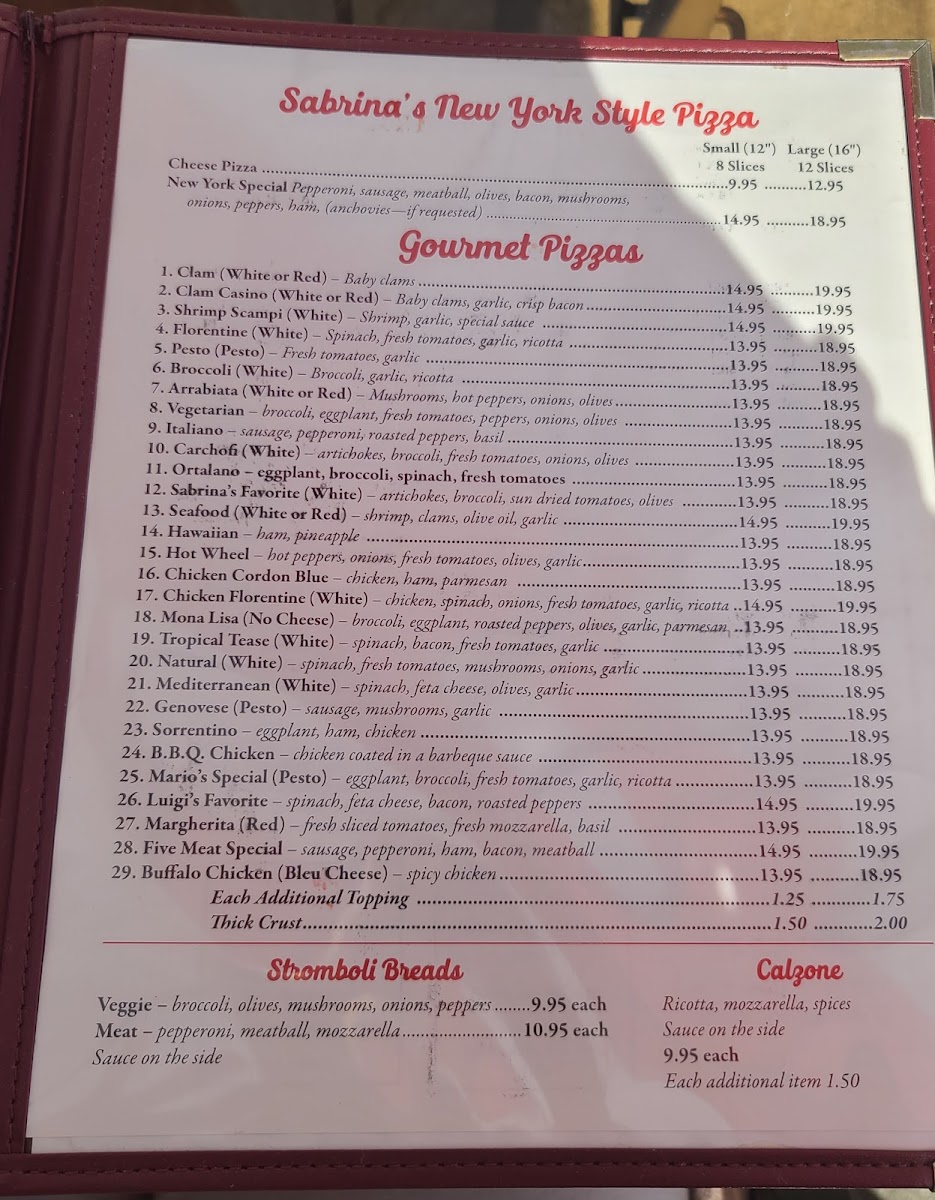 Sabrina's New York Style Pizza
Small (12") Large (16")
8 Slices 12 Slices
Cheese Pizza ........ 9.95 ........ 12.95
New York Special Pepperoni, sausage, meatball, olives, bacon, mushrooms,
onions, peppers, ham, (anchovies—if requested) ........ 14.95 ........ 18.95
Gourmet Pizzas
1. Clam (White or Red) – Baby clams ........ 14.95 ........ 19.95
2. Clam Casino (White or Red) – Baby clams, garlic, crisp bacon ........ 14.95 ........ 19.95
3. Shrimp Scampi (White) – Shrimp, garlic, special sauce ........ 14.95 ........ 19.95
4. Florentine (White) – Spinach, fresh tomatoes, garlic, ricotta ........ 13.95 ........ 18.95
5. Pesto (Pesto) – Fresh tomatoes, garlic ........ 13.95 ........ 18.95
6. Broccoli (White) – Broccoli, garlic, ricotta ........ 13.95 ........ 18.95
7. Arrabiata (White or Red) – Mushrooms, hot peppers, onions, olives ........ 13.95 ........ 18.95
8. Vegetarian – broccoli, eggplant, fresh tomatoes, peppers, onions, olives ........ 13.95 ........ 18.95
9. Italiano – sausage, pepperoni, roasted peppers, basil ........ 13.95 ........ 18.95
10. Carchofi (White) – artichokes, broccoli, fresh tomatoes, onions, olives ........ 13.95 ........ 18.95
11. Ortalano – eggplant, broccoli, spinach, fresh tomatoes ........ 13.95 ........ 18.95
12. Sabrina's Favorite (White) – artichokes, broccoli, sun dried tomatoes, olives ........ 13.95 ........ 18.95
13. Seafood (White or Red) – shrimp, clams, olive oil, garlic ........ 14.95 ........ 19.95
14. Hawaiian – ham, pineapple ........ 13.95 ........ 18.95
15. Hot Wheel – hot peppers, onions, fresh tomatoes, olives, garlic ........ 13.95 ........ 18.95
16. Chicken Cordon Blue – chicken, ham, parmesan ........ 13.95 ........ 18.95
17. Chicken Florentine (White) – chicken, spinach, onions, fresh tomatoes, garlic, ricotta ..14.95 ........ 19.95
18. Mona Lisa (No Cheese) – broccoli, eggplant, roasted peppers, olives, garlic, parmesan, ..13.95 ........ 18.95
19. Tropical Tease (White) – spinach, bacon, fresh tomato, garlic ........ 13.95 ........ 18.95
20. Natural (White) – spinach, fresh tomatoes, mushrooms, onions, garlic ........ 13.95 ........ 18.95
21. Mediterranean (White) – spinach, feta cheese, olives, garlic ........ 13.95 ........ 18.95
22. Genovese (Pesto) – sausage, mushrooms, garlic ........ 13.95 ........ 18.95
23. Sorrentino – eggplant, ham, chicken ........ 13.95 ........ 18.95
24. B.B.Q. Chicken – chicken coated in a barbeque sauce ........ 13.95 ........ 18.95
25. Mario's Special (Pesto) – eggplant, broccoli, fresh tomatoes, garlic, ricotta ........ 13.95 ........ 18.95
26. Luigi's Favorite – spinach, feta cheese, bacon, roasted peppers ........ 14.95 ........ 19.95
27. Margherita (Red) – fresh sliced tomatoes, fresh mozzarella, basil ........ 13.95 ........ 18.95
28. Five Meat Special – sausage, pepperoni, ham, bacon, meatball ........ 14.95 ........ 19.95
29. Buffalo Chicken (Bleu Cheese) – spicy chicken ........ 13.95 ........ 18.95
Each Additional Topping ........ 1.25 ........ 1.75
Thick Crust ........ 1.50 ........ 2.00
Stromboli Breads
Veggie – broccoli, olives, mushrooms, onions, peppers ........ 9.95 each
Meat – pepperoni, meatball, mozzarella ........ 10.95 each
Sauce on the side
Calzone
Ricotta, mozzarella, spices
Sauce on the side
9.95 each
Each additional item 1.50